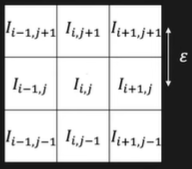 I_{i-1,j+1} I_{i,j+1} I_{i+1,j+1}
I_{i-1,j} I_{i,j} I_{i+1,j}
I_{i-1,j-1} I_{i,j-1} I_{i+1,j-1}
ε